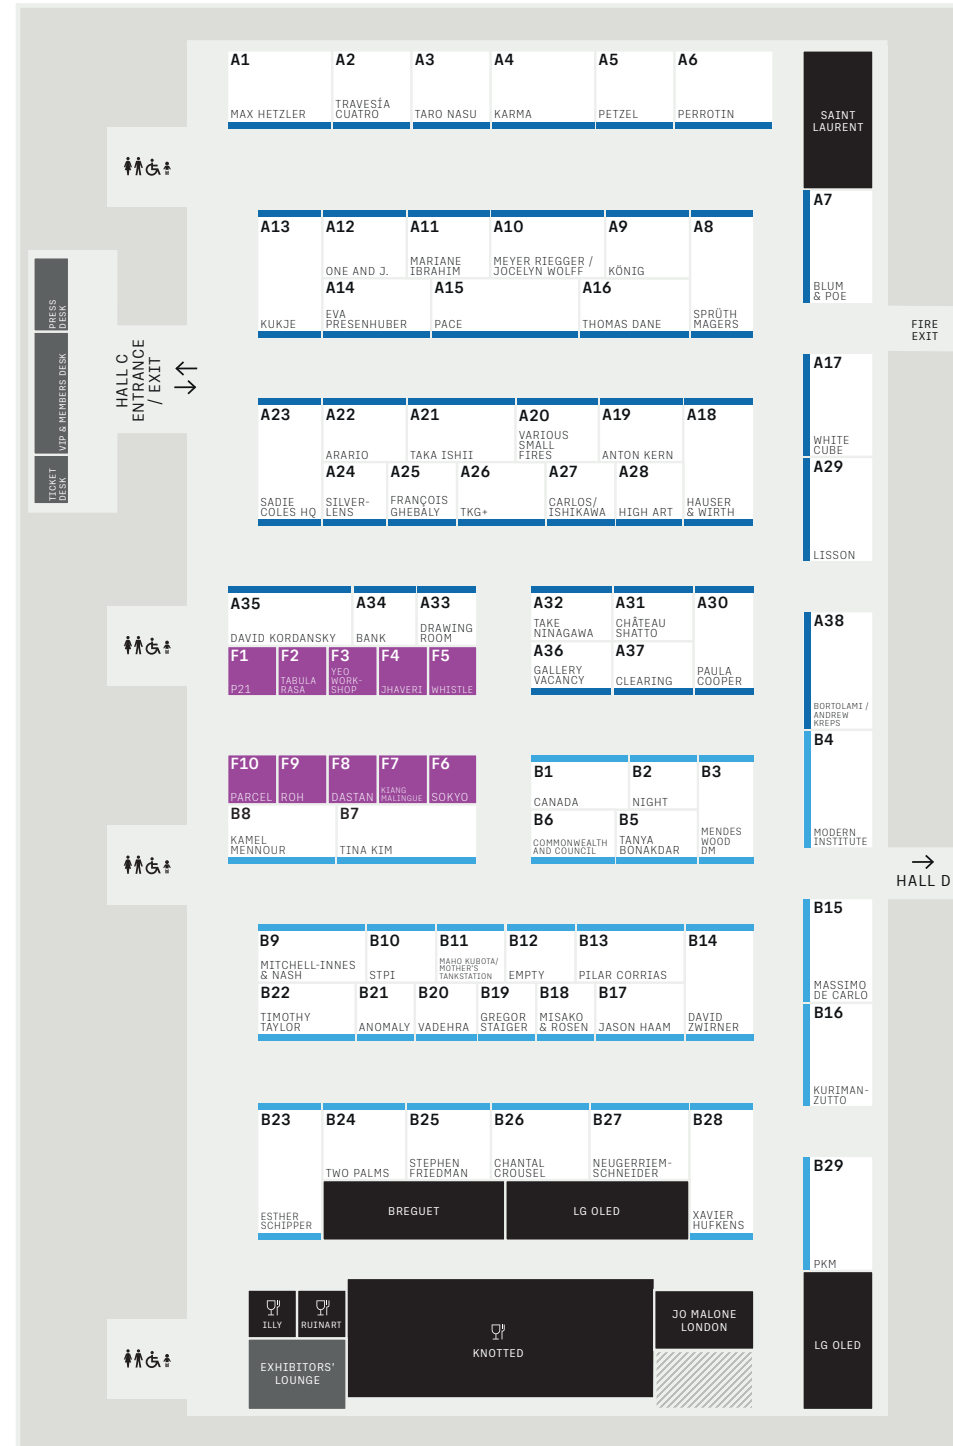 A1
MAX HETZLER
A2
TRAVESÍA
CUATRO
A3
TARO NASU
A4
KARMA
A5
PETZEL
A6
PERROTIN
SAINT
LAURENT
A7
BLUM
& POE
A13
KUKJE
A12
ONE AND J.
A11
MARIANE
IBRAHIM
A10
MEYER RIEGGER /
JOCELYN WOLFF
A9
KÖNIG
A8
SPRÜTH
MAGERS
A14
EVA
PRESENHUBER
A15
PACE
A16
THOMAS DANE
PRESS
DESK
VIP & MEMBERS DESK
TICKET
DESK
HALL C
ENTRANCE
/ EXIT
FIRE
EXIT
A17
WHITE
CUBE
A29
LISSON
A23
SADIE
COLES HQ
A22
ARARIO
A21
TAKA ISHII
A20
VARIOUS
SMALL
FIRES
A19
ANTON KERN
A18
HAUSER
& WIRTH
A24
SILVER-
LENS
A25
FRANÇOIS
GHEBALY
A26
TKG+
A27
CARLOS/
ISHIKAWA
A28
HIGH ART
A35
DAVID KORDANSKY
A34
BANK
A33
DRAWING
ROOM
F1
P21
F2
TABULA
RASA
F3
YEO
WORK-
SHOP
F4
JHAVERI
F5
WHISTLE
A32
TAKE
NINAGAWA
A31
CHÂTEAU
SHATTO
A30
PAULA
COOPER
A36
GALLERY
VACANCY
A37
CLEARING
A38
BORTOLAMI /
ANDREW
KREPS
B4
MODERN
INSTITUTE
F10
PARCEL
F9
ROH
F8
DASTAN
F7
KIANG
MALINGUE
F6
SOKYO
B8
KAMEL
MENNOUR
B7
TINA KIM
B1
CANADA
B2
NIGHT
B3
MENDES
WOOD
DM
B6
COMMONWEALTH
AND COUNCIL
B5
TANYA
BONAKDAR
HALL D
B9
MITCHELL-INNES
& NASH
B10
STPI
B11
MAHO KUBOTA/
MOTHER'S
TANKSTATION
B12
EMPTY
B13
PILAR CORRIAS
B14
DAVID
ZWIRNER
B22
TIMOTHY
TAYLOR
B21
ANOMALY
B20
VADEHRA
B19
GREGOR
STAIGER
B18
MISAKO
& ROSEN
B17
JASON HAAM
B15
MASSIMO
DE CARLO
B16
KURIMAN-
ZUTTO
B23
ESTHER
SCHIPPER
B24
TWO PALMS
B25
STEPHEN
FRIEDMAN
B26
CHANTAL
CROUSEL
B27
NEUGERRIEM-
SCHNEIDER
B28
XAVIER
HUFKENS
BREGUET
LG OLED
B29
PKM
ILLY
RUINART
EXHIBITORS'
LOUNGE
KNOTTED
JO MALONE
LONDON
LG OLED